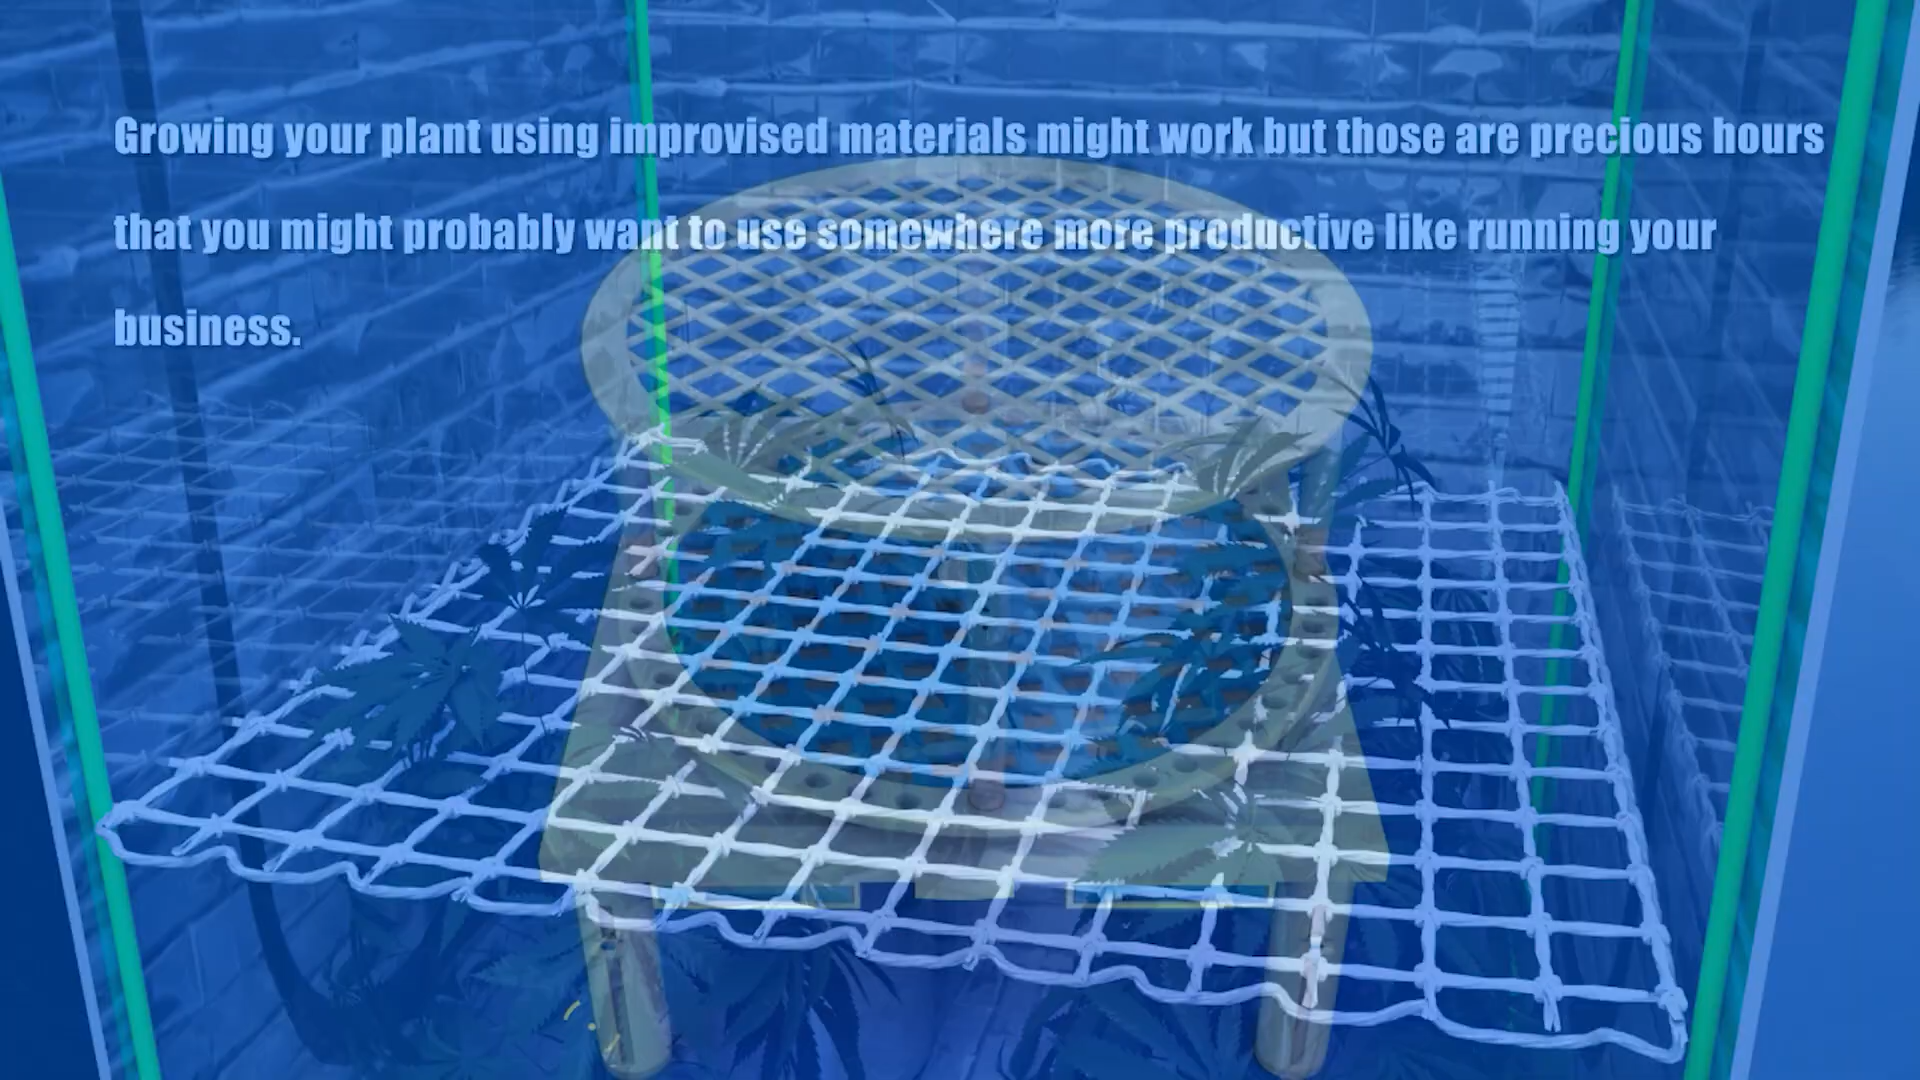 Growing your plant using improvised materials might work but those are precious hours
that you might probably want to use somewhere more productive like running your
business.